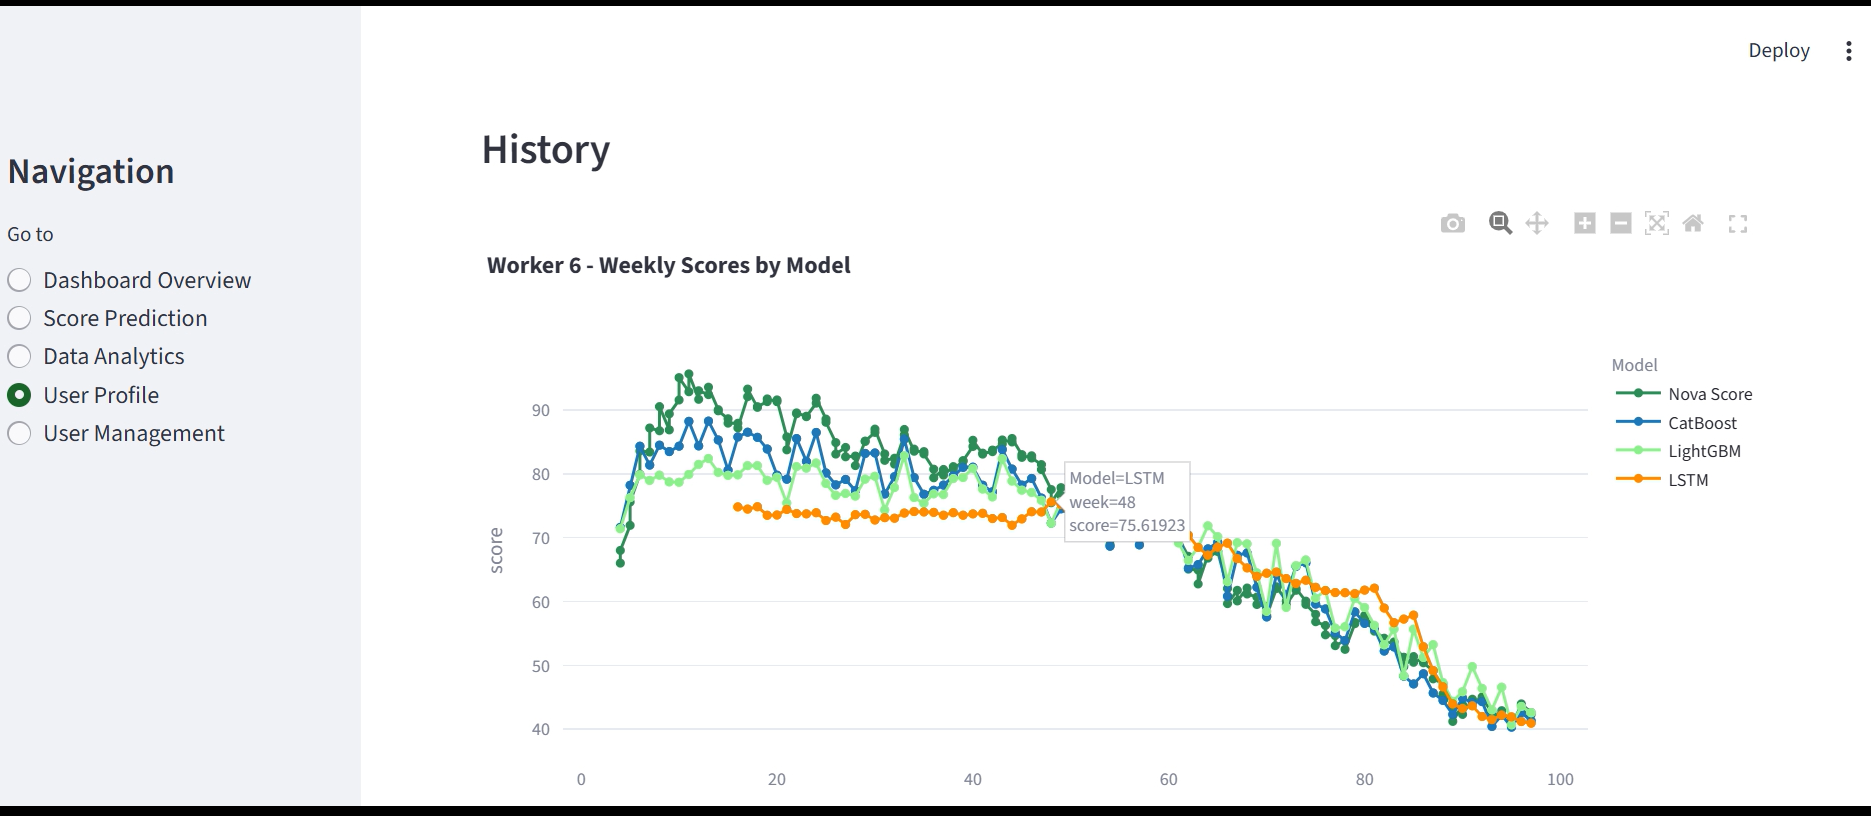 Deploy
Navigation
Go to
Dashboard Overview
Score Prediction
Data Analytics
User Profile
User Management
History
Worker 6 - Weekly Scores by Model
Model
Nova Score
CatBoost
LightGBM
LSTM
Model=LSTM
week=48
score=75.61923
score
90
80
70
60
50
40
0 20 40 60 80 100